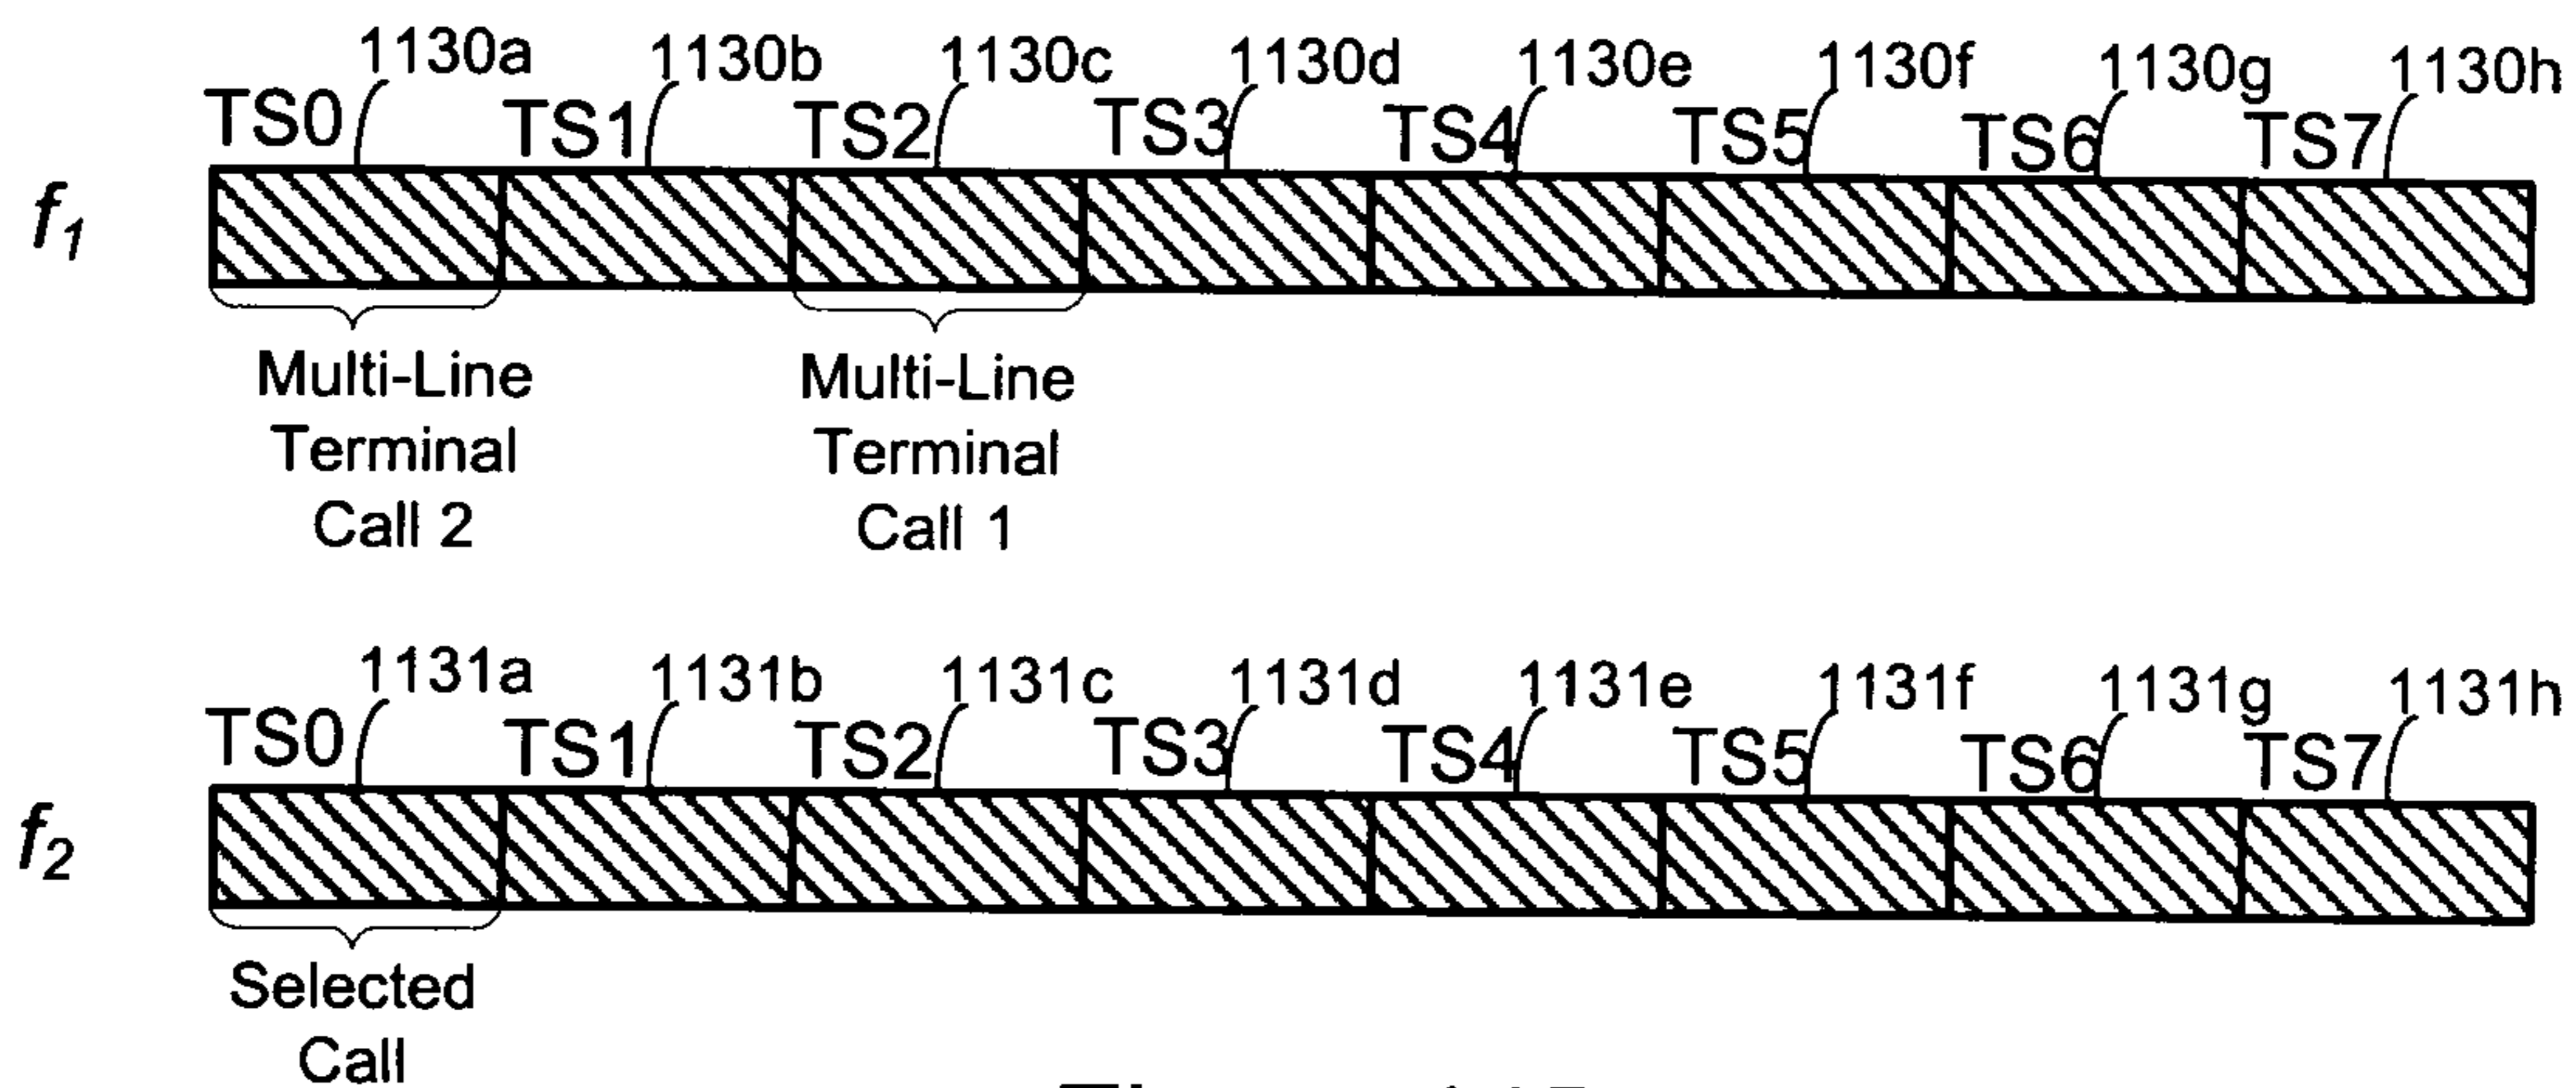 1130a 1130b 1130c 1130d 1130e 1130f 1130g 1130h
TS0 TS1 TS2 TS3 TS4 TS5 TS6 TS7
f1
Multi-Line Multi-Line
Terminal Terminal
Call 2 Call 1
1131a 1131b 1131c 1131d 1131e 1131f 1131g 1131h
TS0 TS1 TS2 TS3 TS4 TS5 TS6 TS7
f2
Selected
Call